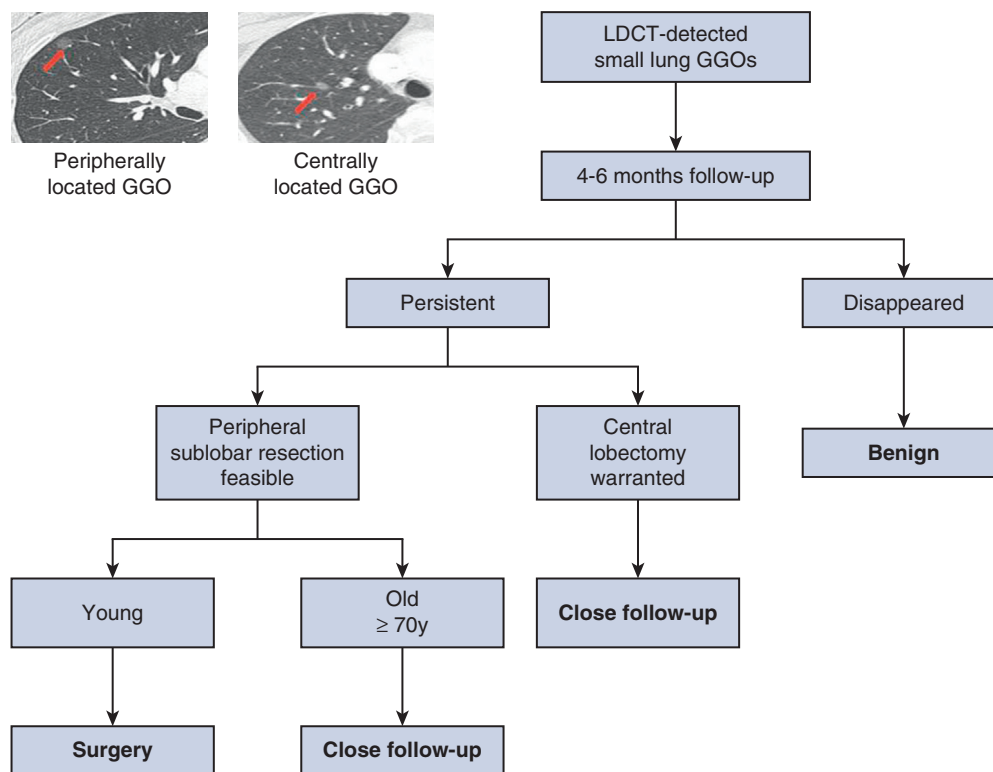 Peripherally
located GGO
Centrally
located GGO
LDCT-detected
small lung GGOs
4-6 months follow-up
Persistent
Disappeared
Peripheral
sublobar resection
feasible
Central
lobectomy
warranted
Benign
Young
Old
≥ 70y
Close follow-up
Surgery
Close follow-up